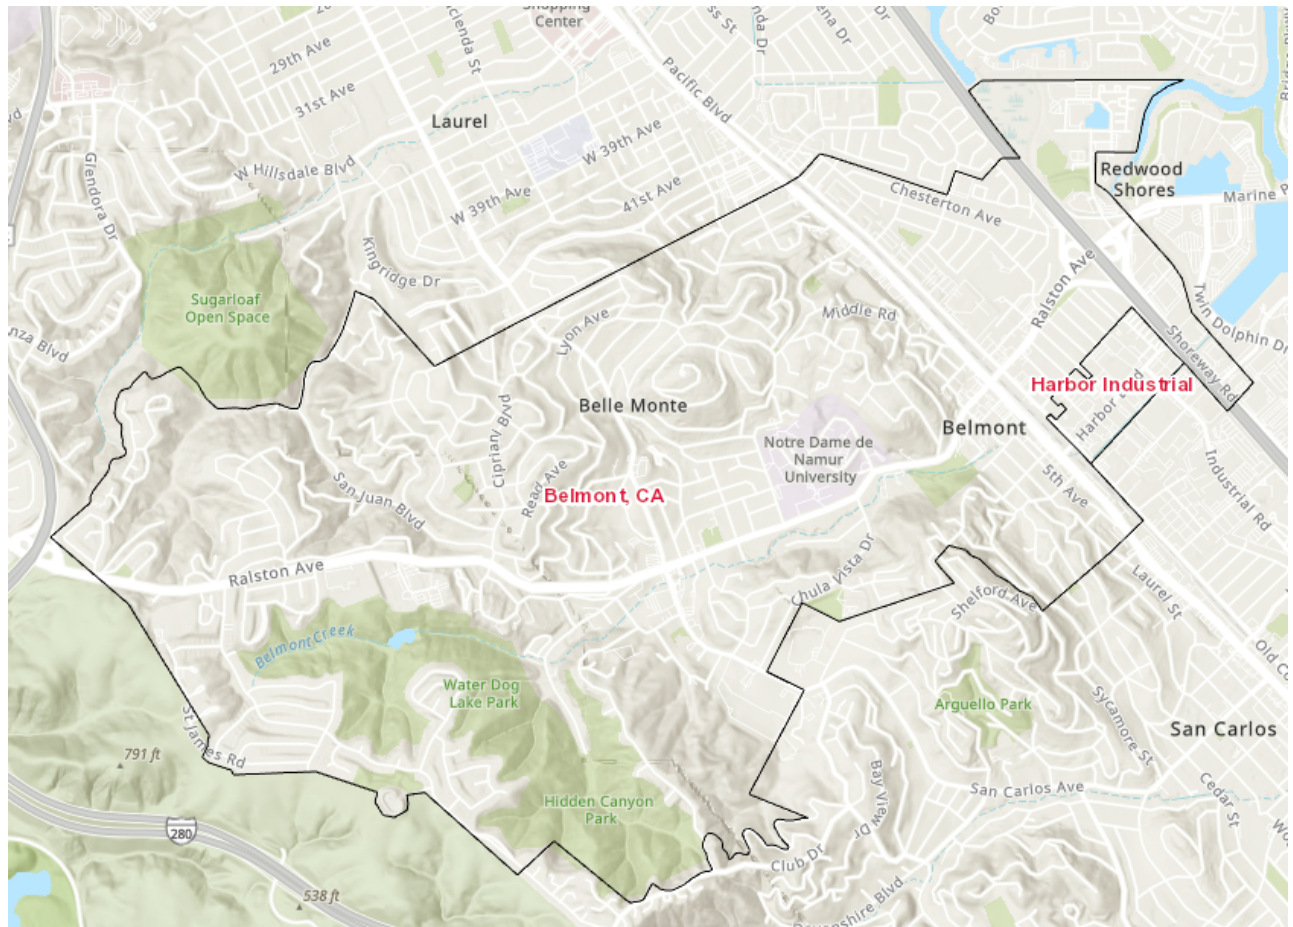 Shopping
Center
29th Ave
31st Ave
Laurel
Pacific Blvd
W 39th Ave
W Hillsdale Blvd
Glendora Dr
W 39th Ave
41st Ave
Chesterton Ave
Redwood
Shores
Marine P
Kingridge Dr
Sugarloaf
Open Space
Ralston Ave
Twin Dolphin Dr
Lyon Ave
Middle Rd
Shoreway Rd
Harbor Industrial
Belle Monte
Cipriani Blvd
Belmont
Notre Dame de
Namur
University
San Juan Blvd
Read Ave
Belmont, CA
5th Ave
Industrial Rd
Ralston Ave
Chula Vista Dr
Shelford Ave
Laurel St
Belmont Creek
Water Dog
Lake Park
Arguello Park
Sycamore St
San Carlos
St James Rd
791 ft
Hidden Canyon
Park
Bay View Dr
San Carlos Ave
Cedar St
280
Club Dr
538 ft